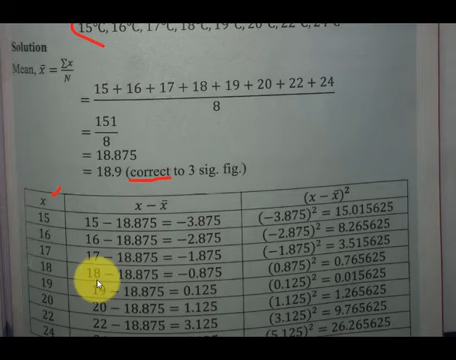 15°C, 16°C, 17°C, 18°C, 19°C, 20°C, 22°C, 24°C
Solution
Mean, x̄ = ∑x/N
= (15 + 16 + 17 + 18 + 19 + 20 + 22 + 24)/8
= 151/8
= 18.875
= 18.9 (correct to 3 sig. fig.)
x | x − x̄ | (x − x̄)²
15 | 15 − 18.875 = −3.875 | (−3.875)² = 15.015625
16 | 16 − 18.875 = −2.875 | (−2.875)² = 8.265625
17 | 17 − 18.875 = −1.875 | (−1.875)² = 3.515625
18 | 18 − 18.875 = −0.875 | (0.875)² = 0.765625
19 | 19 − 18.875 = 0.125 | (0.125)² = 0.015625
20 | 20 − 18.875 = 1.125 | (1.125)² = 1.265625
22 | 22 − 18.875 = 3.125 | (3.125)² = 9.765625
24 | (5.125)² = 26.265625